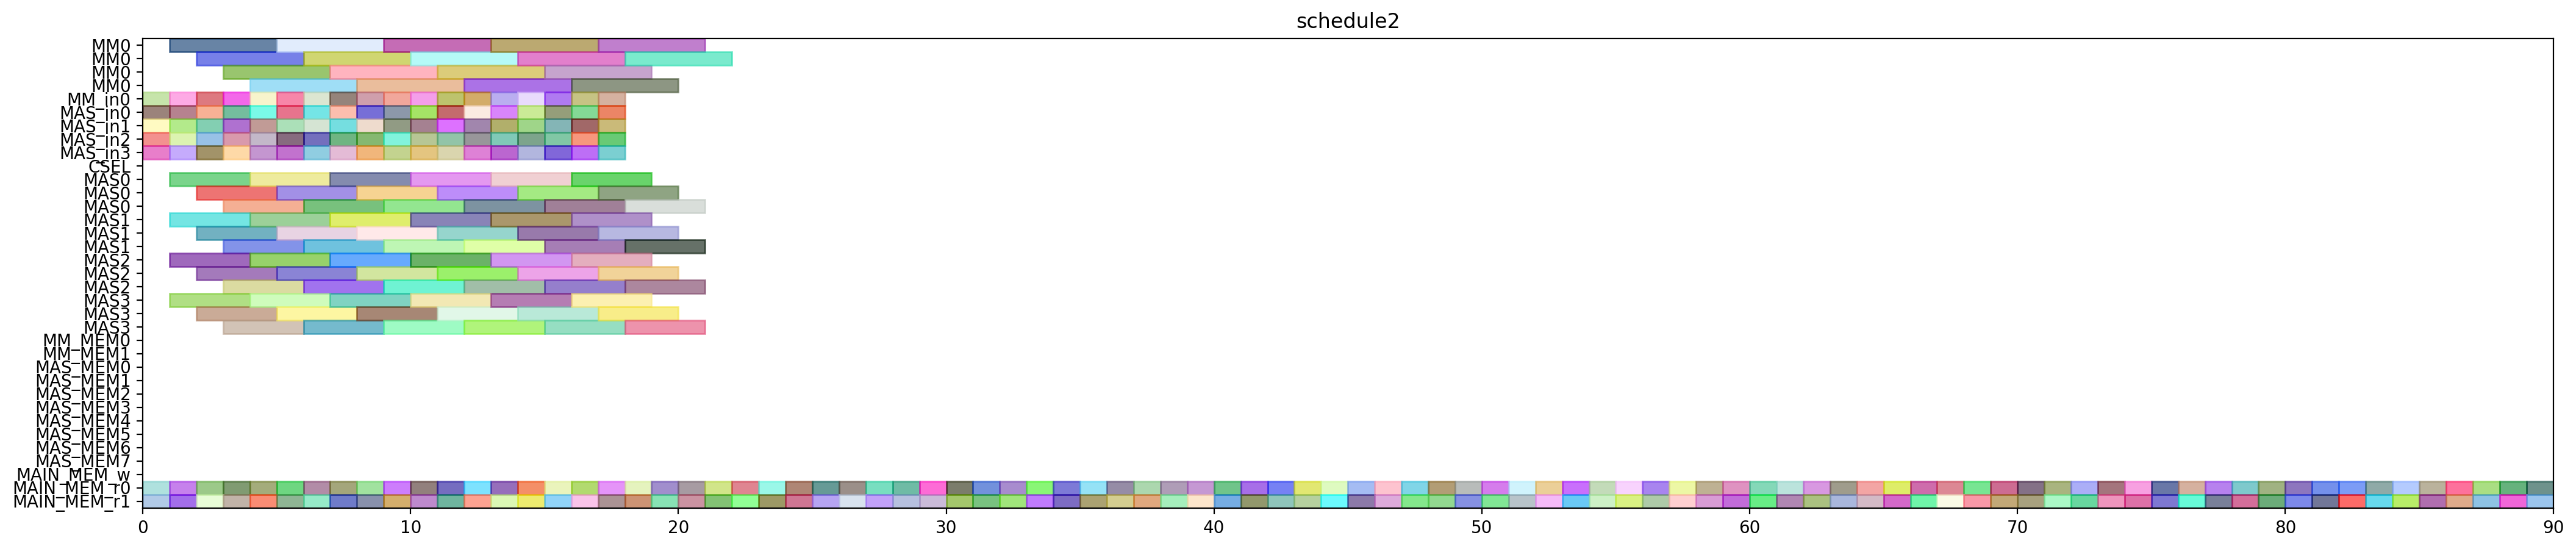 schedule2
MM0
MM0
MM0
MM0
MM_in0
MAS_in0
MAS_in1
MAS_in2
MAS_in3
CSEL
MAS0
MAS0
MAS0
MAS1
MAS1
MAS1
MAS2
MAS2
MAS2
MAS3
MAS3
MAS3
MM_MEM0
MM_MEM1
MAS_MEM0
MAS_MEM1
MAS_MEM2
MAS_MEM3
MAS_MEM4
MAS_MEM5
MAS_MEM6
MAS_MEM7
MAIN_MEM_w
MAIN_MEM_r0
MAIN_MEM_r1
0 10 20 30 40 50 60 70 80 90